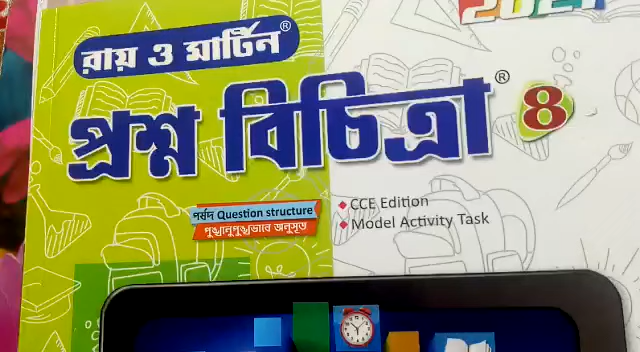 রায় ও মার্টিন®
প্রশ্ন বিচিত্রা® 8
পর্ষদ Question structure
পুঙ্খানুপুঙ্খভাবে অনুসৃত
◆ CCE Edition
◆ Model Activity Task